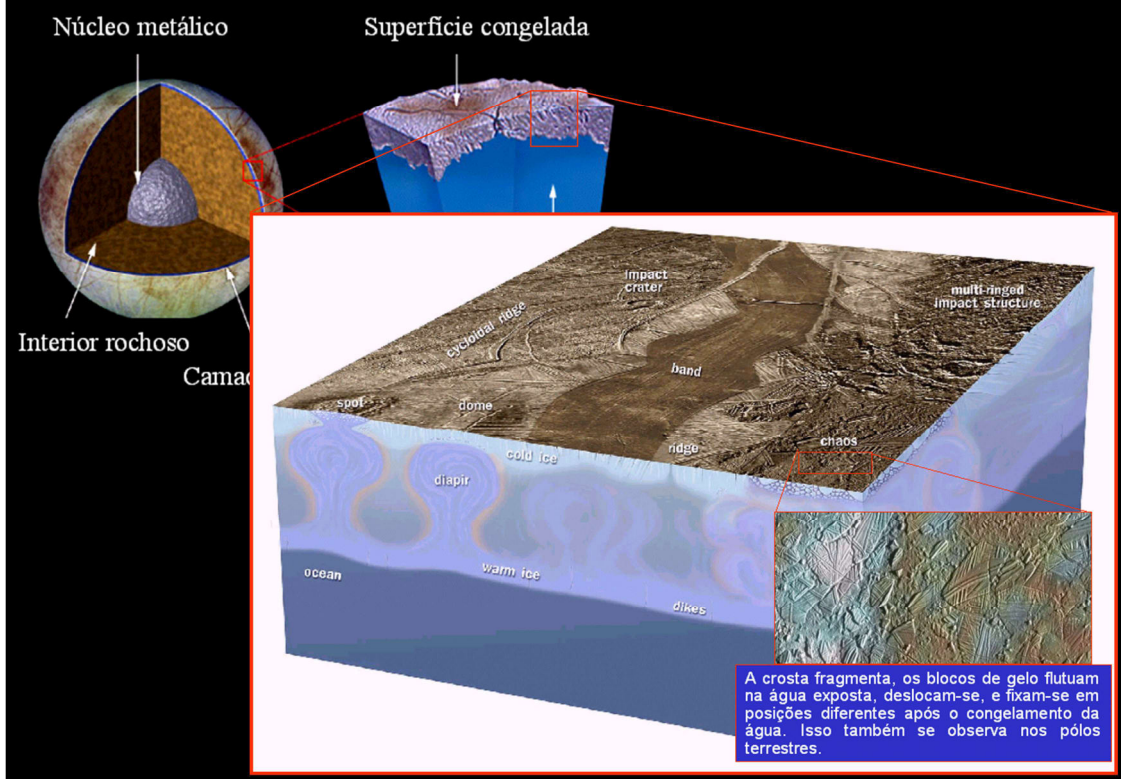 Núcleo metálico
Superfície congelada
Interior rochoso
Camad
impact
crater
multi-ringed
impact structure
cycloidal ridge
band
spot
dome
ridge
chaos
cold ice
diapir
ocean
warm ice
dikes
A crosta fragmenta, os blocos de gelo flutuam
na água exposta, deslocam-se, e fixam-se em
posições diferentes após o congelamento da
água. Isso também se observa nos pólos
terrestres.